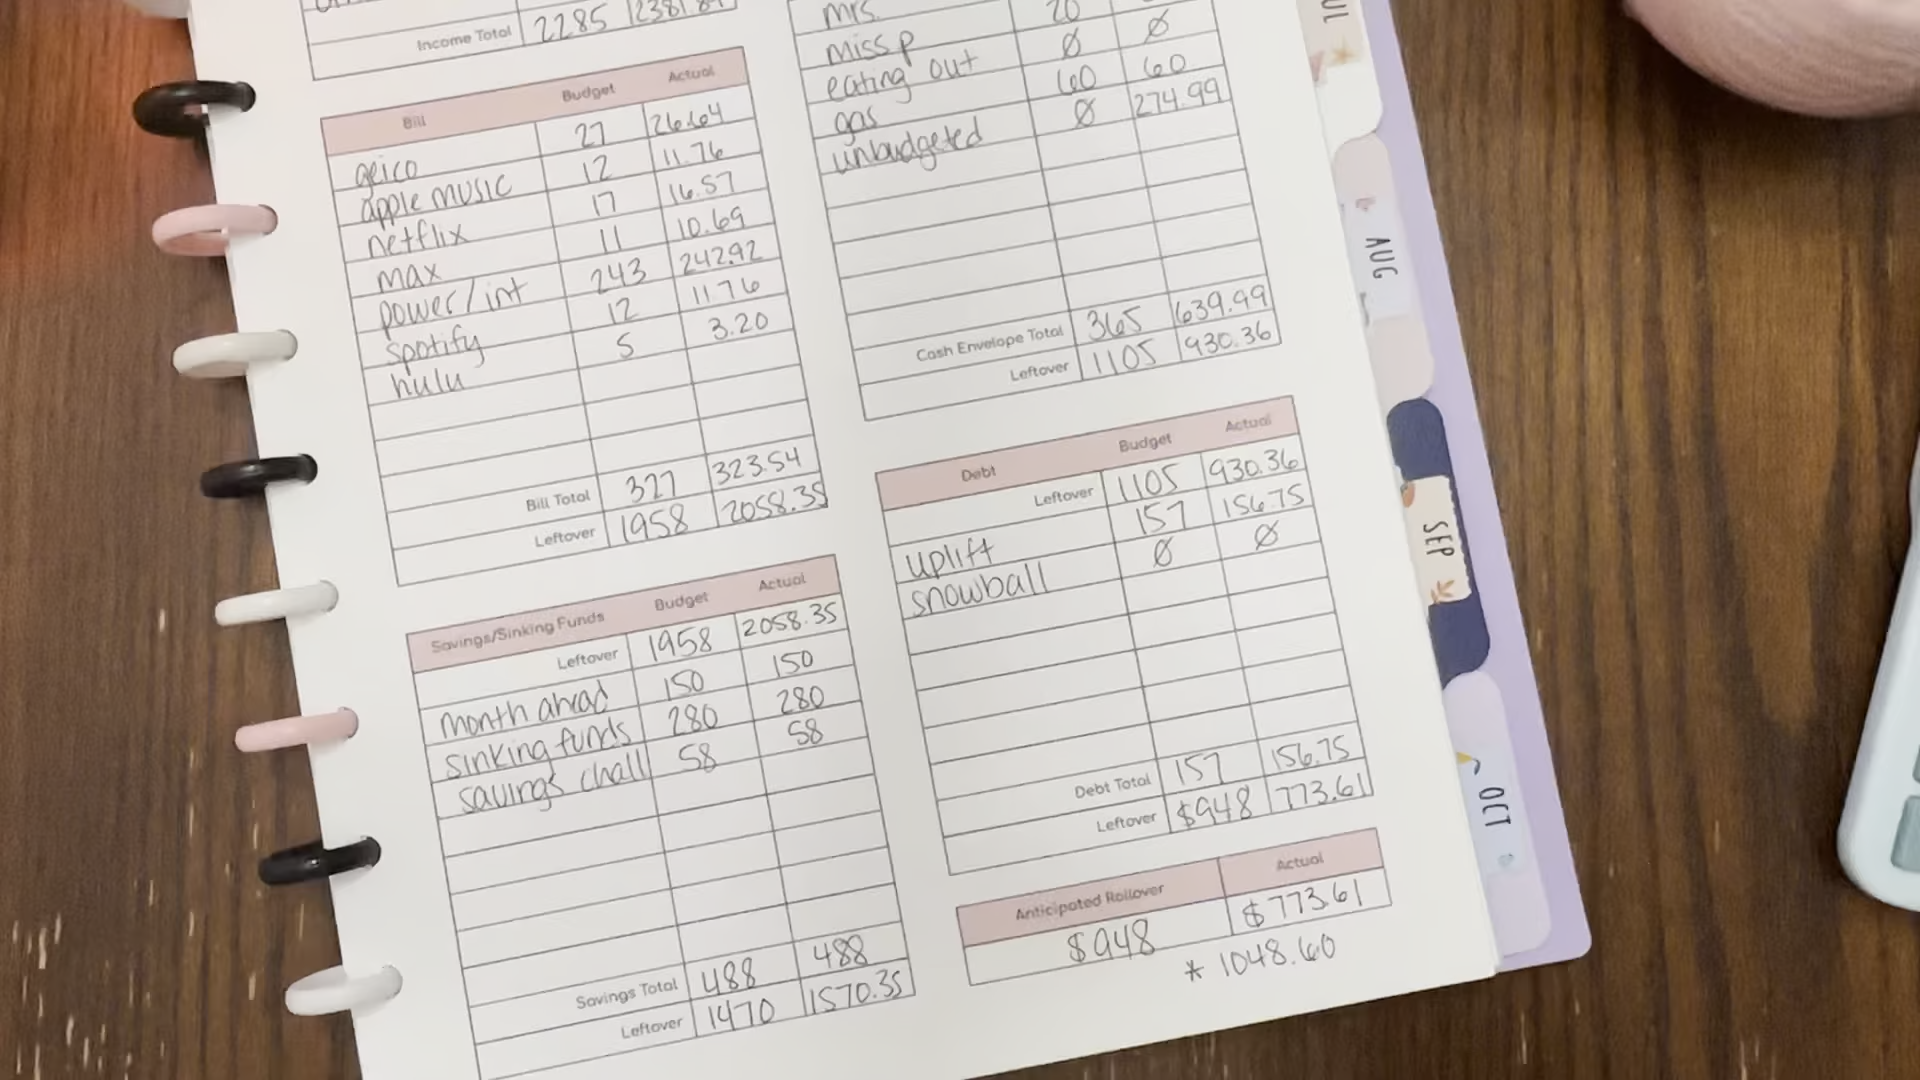 Income Total 2285 2381.89
Bill Budget Actual
geico 27 26.64
apple music 12 11.76
netflix 17 16.57
max 11 10.69
power/int 243 242.92
spotify 12 11.76
hulu 5 3.20
Bill Total 327 323.54
Leftover 1958 2058.35
Savings/Sinking Funds Budget Actual
Leftover 1958 2058.35
month ahead 150 150
sinking funds 280 280
savings chall 58 58
Savings Total 488 488
Leftover 1470 1570.35
mrs. 20
miss p Ø Ø
eating out 60 60
gas Ø 274.99
unbudgeted
Cash Envelope Total 365 639.99
Leftover 1105 930.36
Debt Budget Actual
Leftover 1105 930.36
uplift 157 156.75
snowball Ø Ø
Debt Total 157 156.75
Leftover $948 773.61
Anticipated Rollover Actual
$948 $773.61
* 1048.60
UL
AUG
SEP
OCT